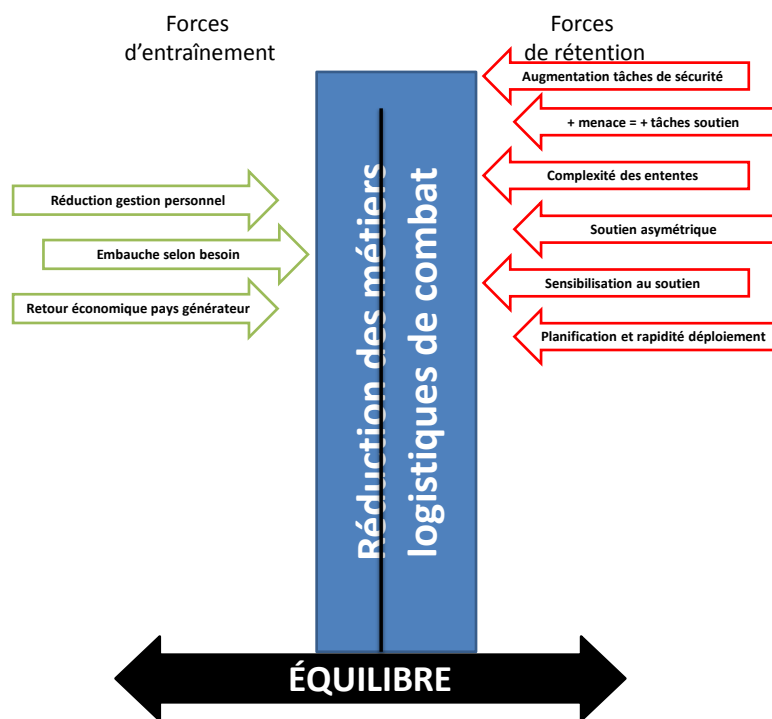 Forces
d'entraînement
Forces
de rétention
Augmentation tâches de sécurité
+ menace = + tâches soutien
Complexité des ententes
Réduction gestion personnel
Soutien asymétrique
Embauche selon besoin
Sensibilisation au soutien
Retour économique pays générateur
Planification et rapidité déploiement
Réduction des métiers
logistiques de combat
ÉQUILIBRE